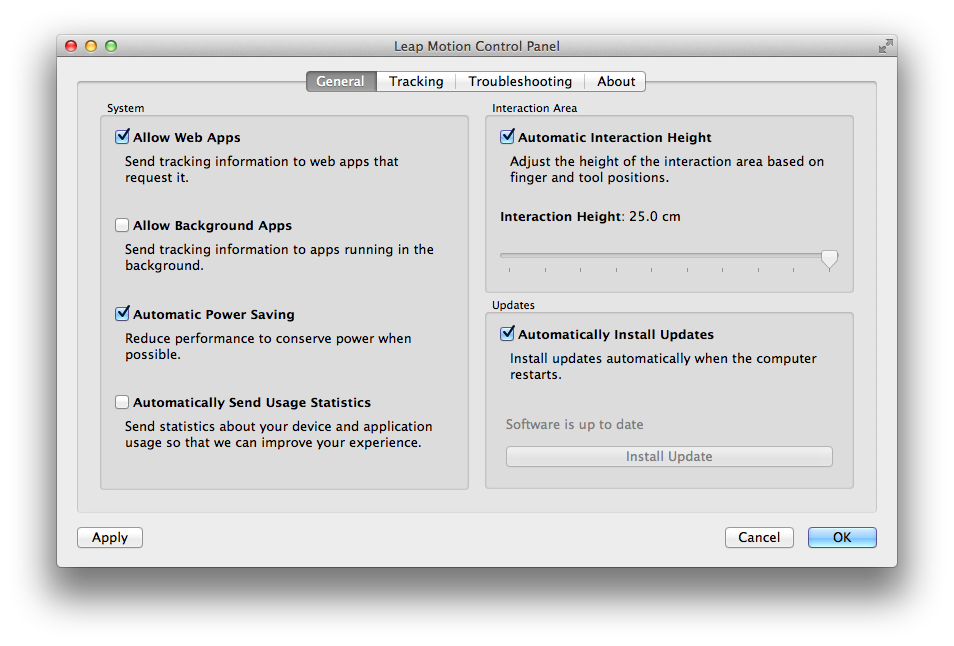 Leap Motion Control Panel
General Tracking Troubleshooting About
System
Allow Web Apps
Send tracking information to web apps that
request it.
Allow Background Apps
Send tracking information to apps running in the
background.
Automatic Power Saving
Reduce performance to conserve power when
possible.
Automatically Send Usage Statistics
Send statistics about your device and application
usage so that we can improve your experience.
Interaction Area
Automatic Interaction Height
Adjust the height of the interaction area based on
finger and tool positions.
Interaction Height: 25.0 cm
Updates
Automatically Install Updates
Install updates automatically when the computer
restarts.
Software is up to date
Install Update
Apply Cancel OK